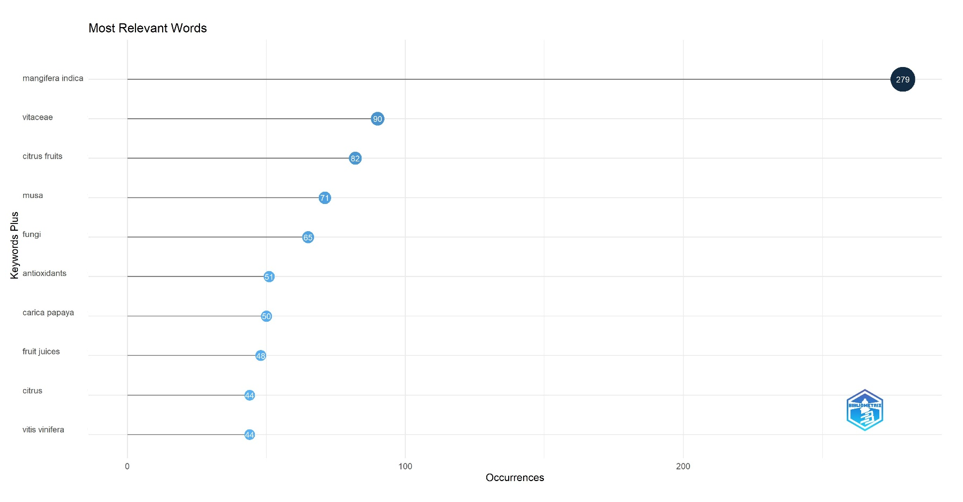 Most Relevant Words
Keywords Plus
mangifera indica
279
vitaceae
90
citrus fruits
82
musa
71
fungi
65
antioxidants
51
carica papaya
50
fruit juices
48
citrus
44
vitis vinifera
44
0
100
200
Occurrences
BIBLIOMETRIX